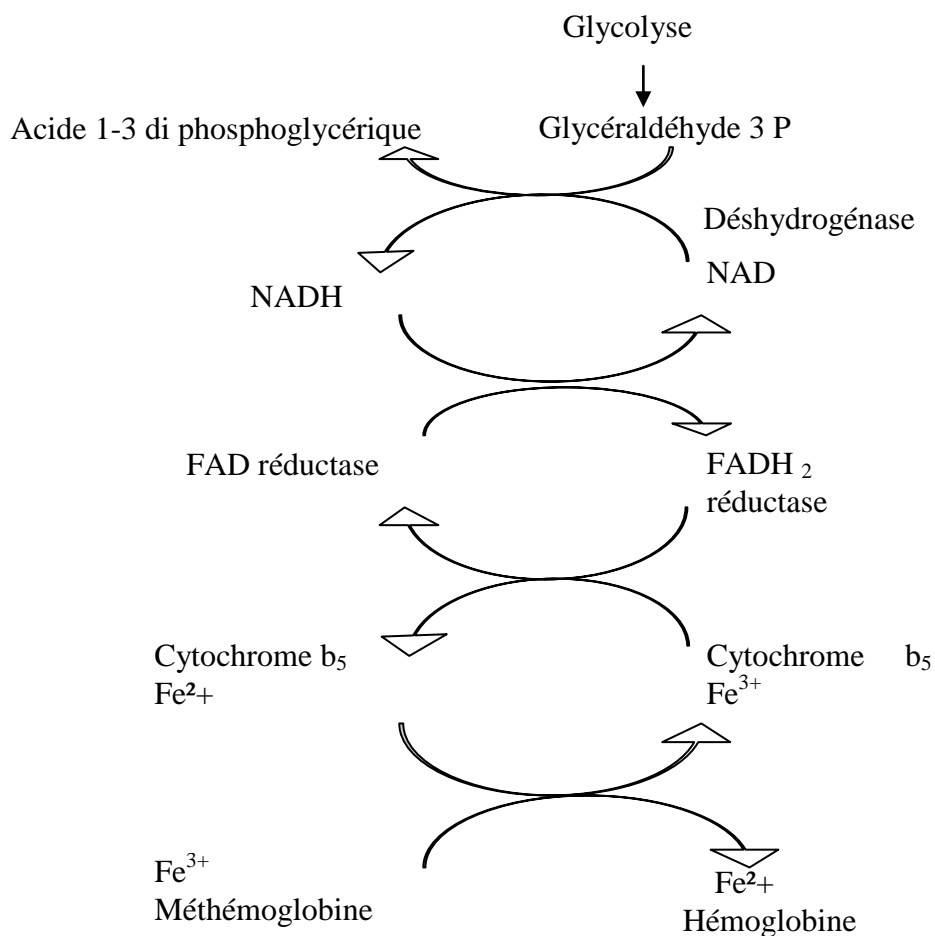 Glycolyse
Acide 1-3 di phosphoglycérique
Glycéraldéhyde 3 P
Déshydrogénase
NAD
NADH
FAD réductase
FADH 2
réductase
Cytochrome b5
Fe²+
Cytochrome b5
Fe3+
Fe3+
Méthémoglobine
Fe²+
Hémoglobine